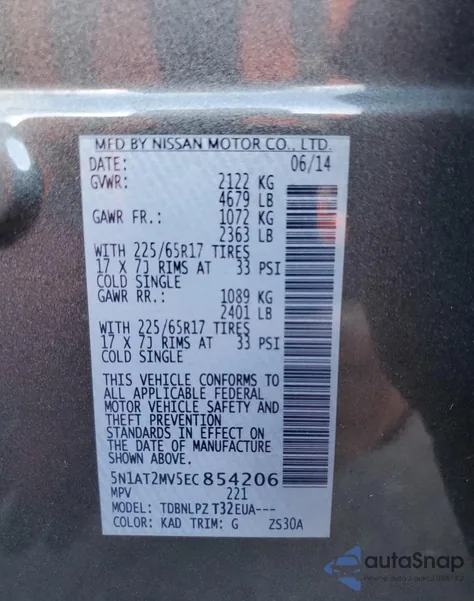 MFD BY NISSAN MOTOR CO., LTD.
DATE: 06/14
GVWR: 2122 KG
4679 LB
GAWR FR.: 1072 KG
2363 LB
WITH 225/65R17 TIRES
17 X 7J RIMS AT 33 PSI
COLD SINGLE
GAWR RR.: 1089 KG
2401 LB
WITH 225/65R17 TIRES
17 X 7J RIMS AT 33 PSI
COLD SINGLE
THIS VEHICLE CONFORMS TO
ALL APPLICABLE FEDERAL
MOTOR VEHICLE SAFETY AND
THEFT PREVENTION
STANDARDS IN EFFECT ON
THE DATE OF MANUFACTURE
SHOWN ABOVE.
5N1AT2MV5EC854206
MPV 221
MODEL: TDBNLPZ T32EUA---
COLOR: KAD TRIM: G ZS30A
autaSnap